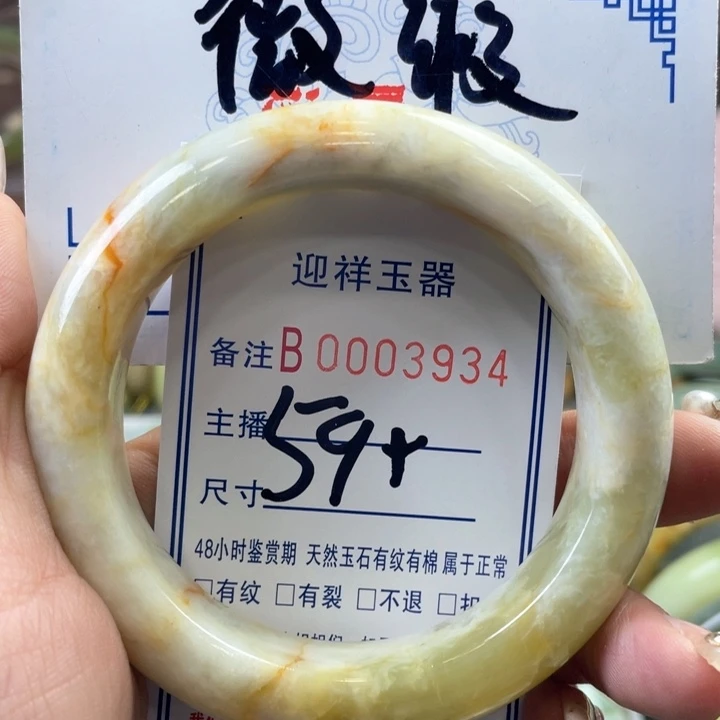 微瑕
迎祥玉器
备注 B 0003934
主播
尺寸 59+
48小时鉴赏期 天然玉石有纹有棉 属于正常
□有纹 □有裂 □不退 □扣